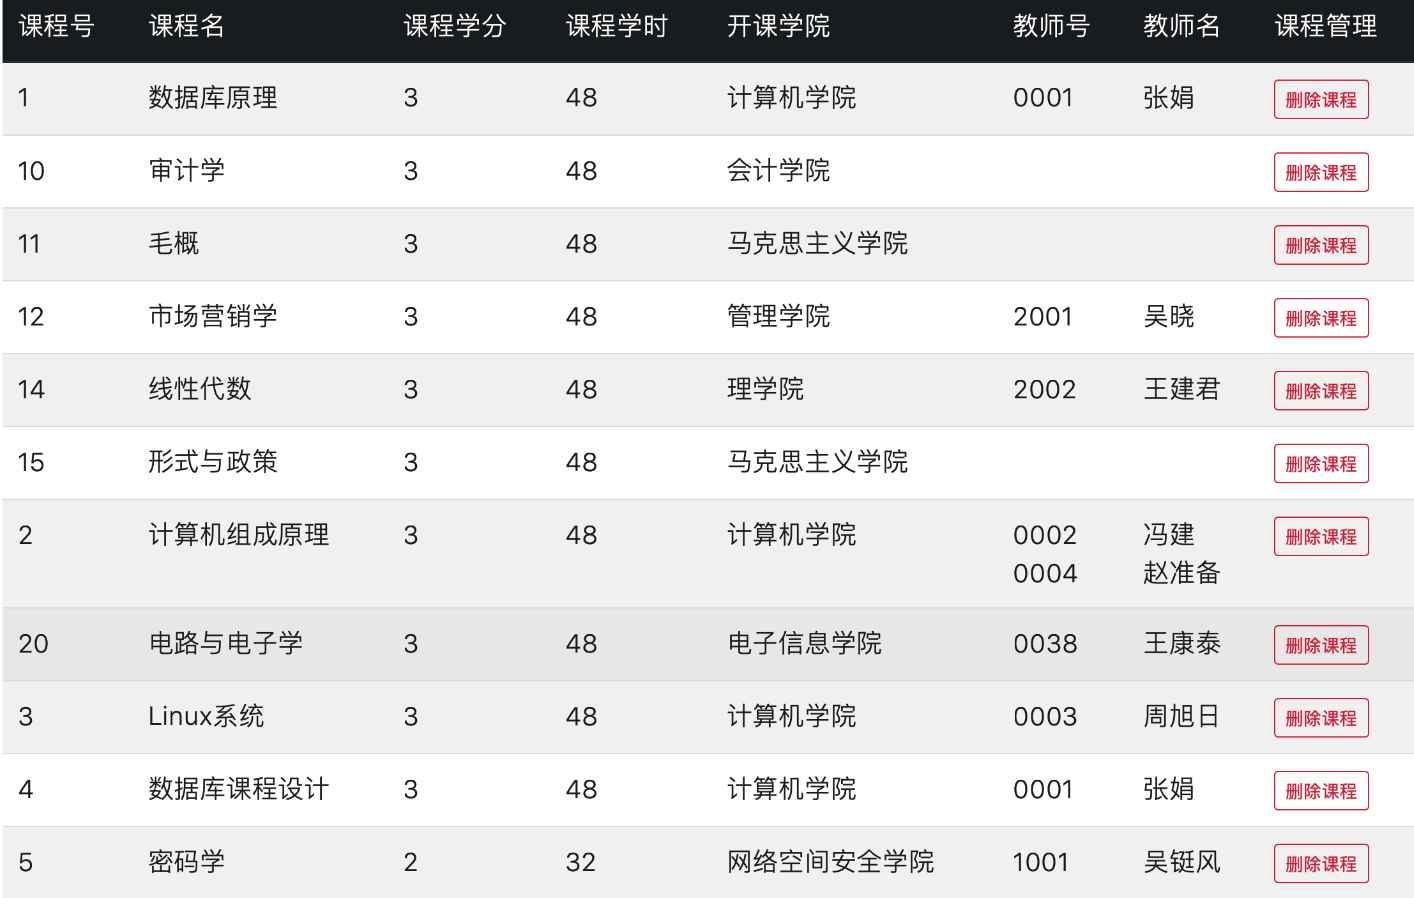 课程号 课程名 课程学分 课程学时 开课学院 教师号 教师名 课程管理
1 数据库原理 3 48 计算机学院 0001 张娟 删除课程
10 审计学 3 48 会计学院 删除课程
11 毛概 3 48 马克思主义学院 删除课程
12 市场营销学 3 48 管理学院 2001 吴晓 删除课程
14 线性代数 3 48 理学院 2002 王建君 删除课程
15 形式与政策 3 48 马克思主义学院 删除课程
2 计算机组成原理 3 48 计算机学院 0002 冯建 删除课程
0004 赵准备
20 电路与电子学 3 48 电子信息学院 0038 王康泰 删除课程
3 Linux系统 3 48 计算机学院 0003 周旭日 删除课程
4 数据库课程设计 3 48 计算机学院 0001 张娟 删除课程
5 密码学 2 32 网络空间安全学院 1001 吴铤风 删除课程